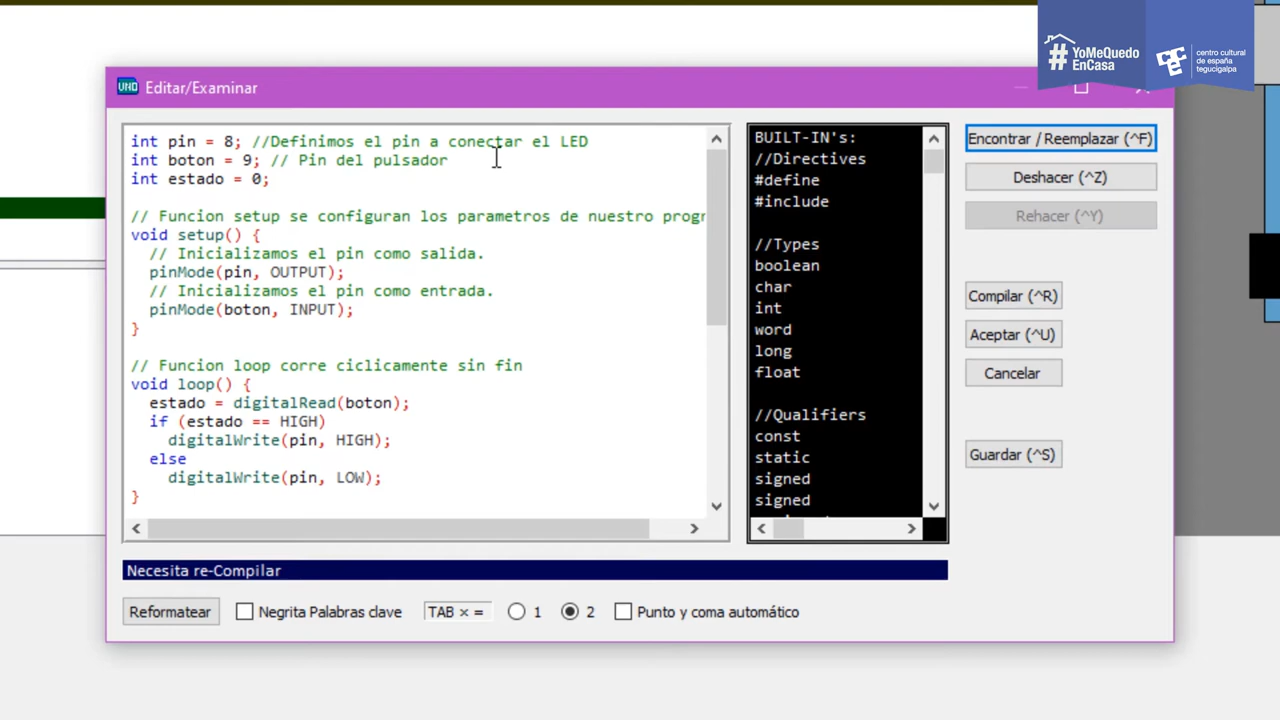 #YoMeQuedo
EnCasa
cce
centro cultural
de españa
tegucigalpa
UNO
Editar/Examinar
int pin = 8; //Definimos el pin a conectar el LED
int boton = 9; // Pin del pulsador
int estado = 0;
// Funcion setup se configuran los parametros de nuestro progr
void setup() {
// Inicializamos el pin como salida.
pinMode(pin, OUTPUT);
// Inicializamos el pin como entrada.
pinMode(boton, INPUT);
}
// Funcion loop corre ciclicamente sin fin
void loop() {
estado = digitalRead(boton);
if (estado == HIGH)
digitalWrite(pin, HIGH);
else
digitalWrite(pin, LOW);
}
BUILT-IN's:
//Directives
#define
#include
//Types
boolean
char
int
word
long
float
//Qualifiers
const
static
signed
signed
Encontrar / Reemplazar (^F)
Deshacer (^Z)
Rehacer (^Y)
Compilar (^R)
Aceptar (^U)
Cancelar
Guardar (^S)
Necesita re-Compilar
Reformatear
Negrita Palabras clave
TAB × =
1
2
Punto y coma automático